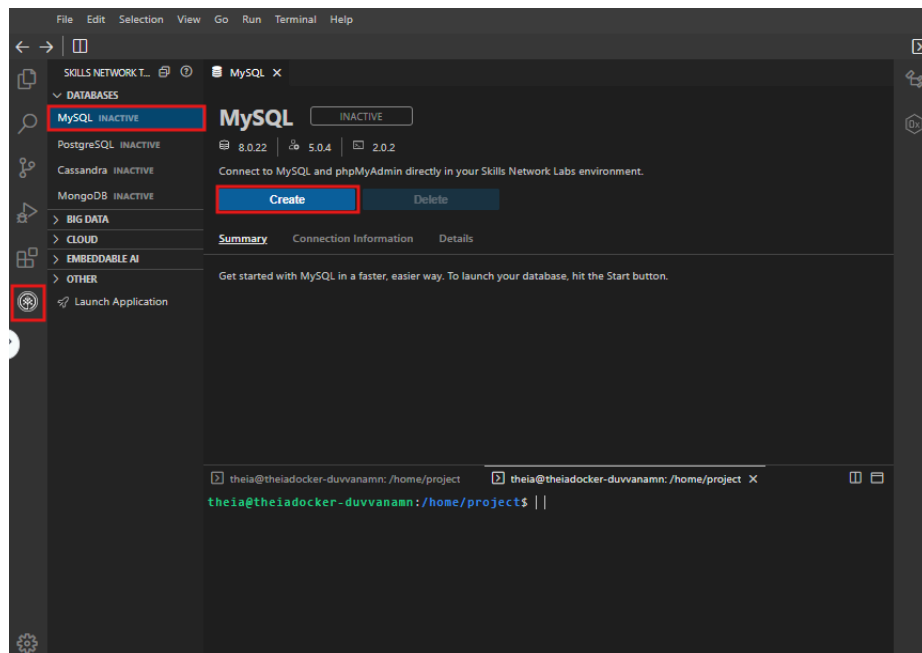 File Edit Selection View Go Run Terminal Help
SKILLS NETWORK T...
DATABASES
MySQL INACTIVE
PostgreSQL INACTIVE
Cassandra INACTIVE
MongoDB INACTIVE
BIG DATA
CLOUD
EMBEDDABLE AI
OTHER
Launch Application
MySQL
MySQL INACTIVE
8.0.22 5.0.4 2.0.2
Connect to MySQL and phpMyAdmin directly in your Skills Network Labs environment.
Create Delete
Summary Connection Information Details
Get started with MySQL in a faster, easier way. To launch your database, hit the Start button.
theia@theiadocker-duvvanamn: /home/project theia@theiadocker-duvvanamn: /home/project
theia@theiadocker-duvvanamn:/home/project$